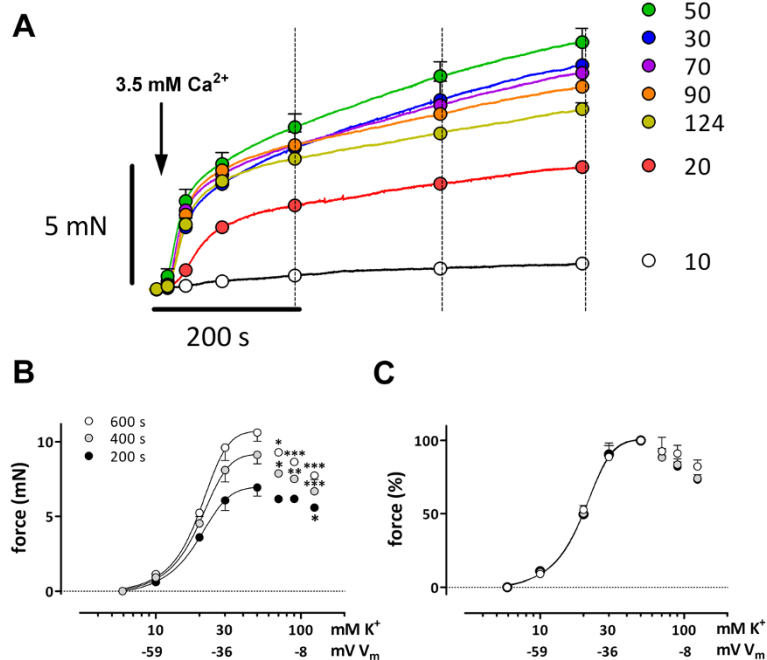 A
3.5 mM Ca²⁺
5 mN
200 s
50
30
70
90
124
20
10
B
600 s
400 s
200 s
force (mN)
10
5
0
*
*
***
**
***
***
*
10 30 100 mM K⁺
-59 -36 -8 mV Vₘ
C
force (%)
100
50
0
10 30 100 mM K⁺
-59 -36 -8 mV Vₘ